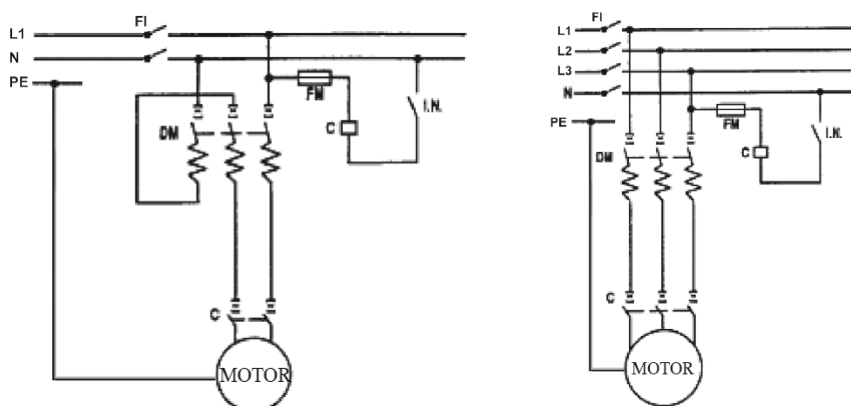 FI
L1
N
PE
FM
I.N.
DM
C
C
MOTOR
FI
L1
L2
L3
N
PE
FM
I.N.
C
DM
C
MOTOR